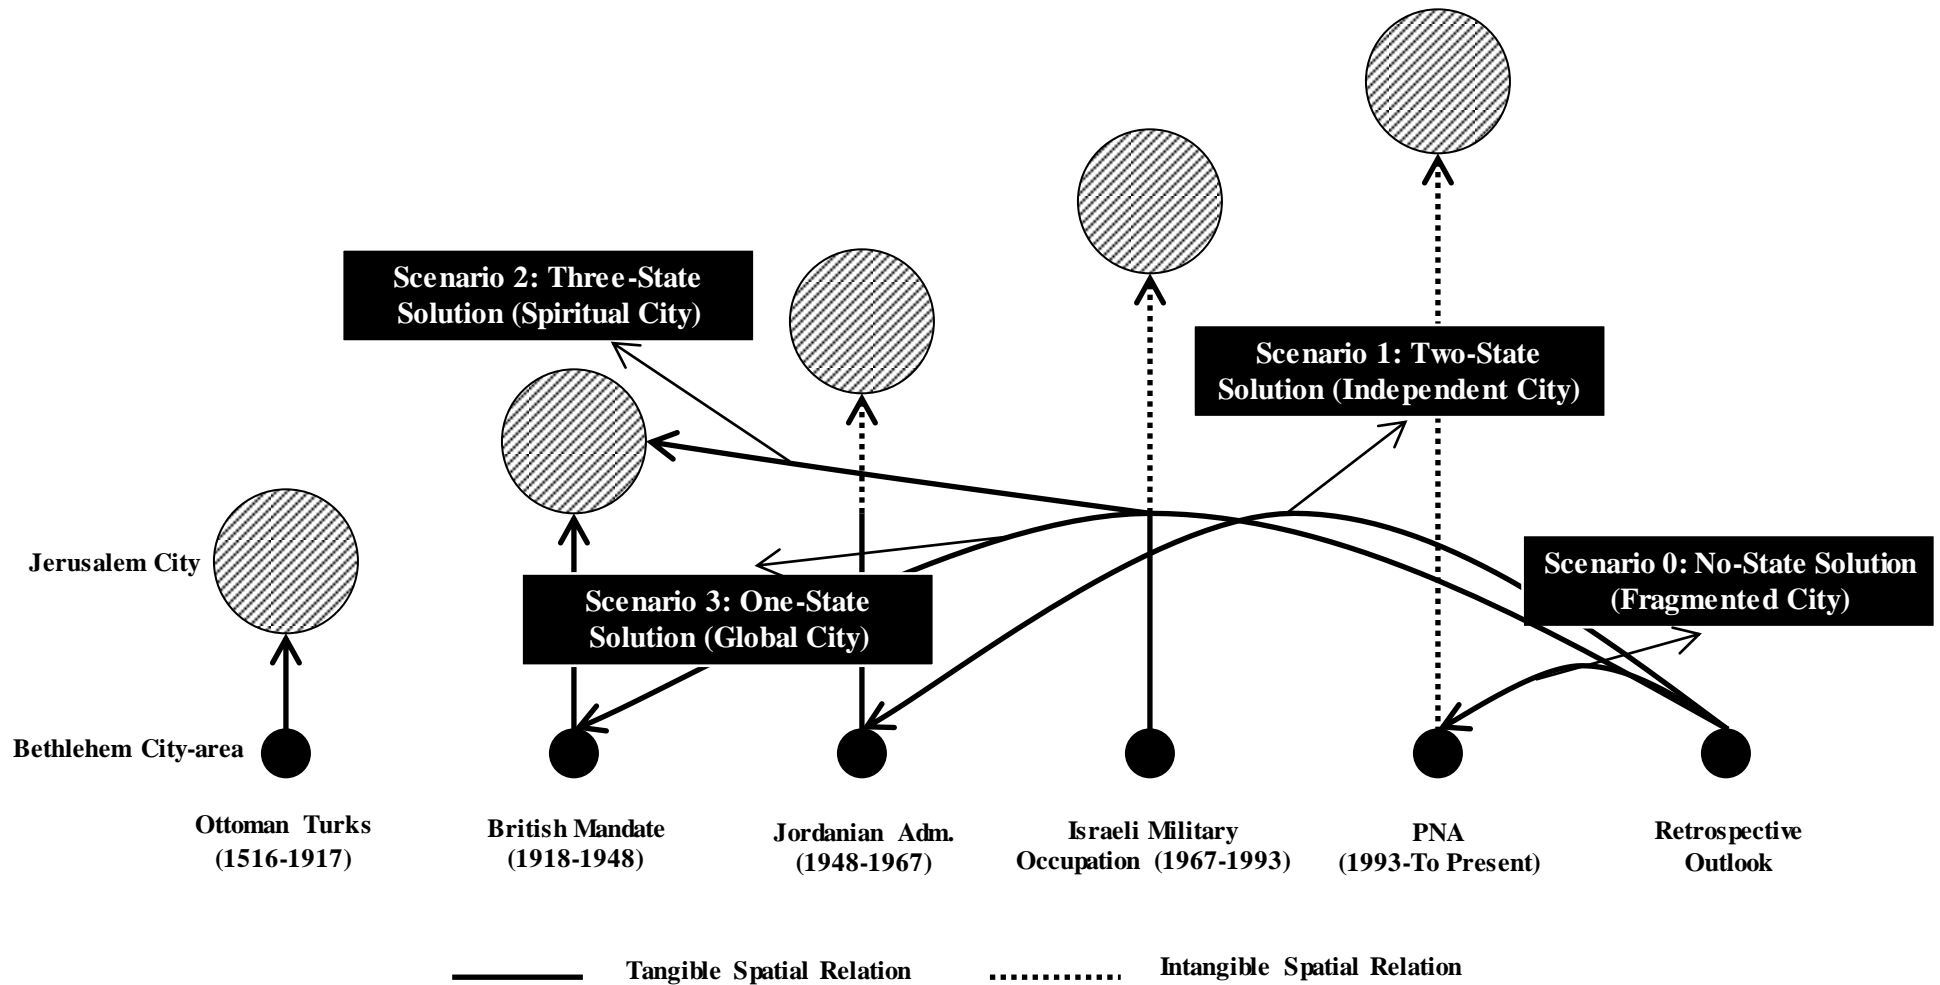 Scenario 2: Three-State
Solution (Spiritual City)
Scenario 1: Two-State
Solution (Independent City)
Scenario 0: No-State Solution
(Fragmented City)
Jerusalem City
Scenario 3: One-State
Solution (Global City)
Bethlehem City-area
Ottoman Turks
(1516-1917)
British Mandate
(1918-1948)
Jordanian Adm.
(1948-1967)
Israeli Military
Occupation (1967-1993)
PNA
(1993-To Present)
Retrospective
Outlook
Tangible Spatial Relation
Intangible Spatial Relation